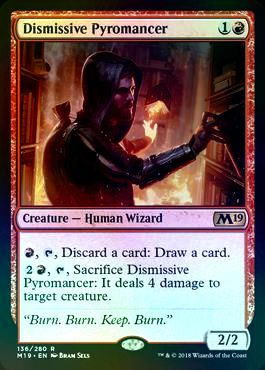 Dismissive Pyromancer 1
Creature — Human Wizard M19
, , Discard a card: Draw a card.
2 , , Sacrifice Dismissive
Pyromancer: It deals 4 damage to
target creature.
"Burn. Burn. Keep. Burn."
2/2
136/280 R
M19 • EN Bram Sels
™ & © 2018 Wizards of the Coast